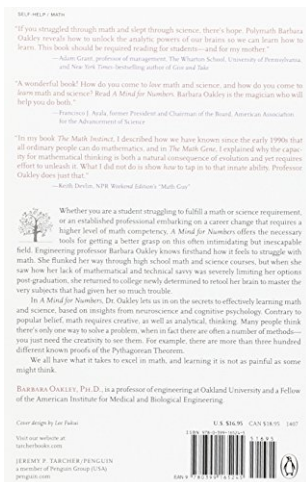 SELF-HELP / MATH
"If you struggled through math and slept through science, there's hope. Polymath Barbara
Oakley reveals how to unlock the analytic powers of our brains so we can learn how to
learn. This book should be required reading for students—and for my mother."
—Adam Grant, professor of management, The Wharton School, University of Pennsylvania,
and New York Times–bestselling author of Give and Take
"A wonderful book! How do you come to love math and science, and how do you come to
learn math and science? Read A Mind for Numbers. Barbara Oakley is the magician who will
help you do both."
—Francisco J. Ayala, former President and Chairman of the Board, American Association
for the Advancement of Science
"In my book The Math Instinct, I described how we have known since the early 1990s that
all ordinary people can do mathematics, and in The Math Gene, I explained why the capac-
ity for mathematical thinking is both a natural consequence of evolution and yet requires
effort to unleash it. What I did not do is show how to tap in to that innate ability. Professor
Oakley does just that."
—Keith Devlin, NPR Weekend Edition's "Math Guy"
Whether you are a student struggling to fulfill a math or science requirement,
or an established professional embarking on a career change that requires a
higher level of math competency, A Mind for Numbers offers the necessary
tools for getting a better grasp on this often intimidating but inescapable
field. Engineering professor Barbara Oakley knows firsthand how it feels to struggle with
math. She flunked her way through high school math and science courses, but when she
saw how her lack of mathematical and technical savvy was severely limiting her options
post-graduation, she returned to college newly determined to retool her brain to master the
very subjects that had given her so much trouble.
In A Mind for Numbers, Dr. Oakley lets us in on the secrets to effectively learning math
and science, based on insights from neuroscience and cognitive psychology. Contrary to
popular belief, math requires creative, as well as analytical, thinking. Many people think
there's only one way to solve a problem, when in fact there are often a number of methods—
you just need the creativity to see them. For example, there are more than three hundred
different known proofs of the Pythagorean Theorem.
We all have what it takes to excel in math, and learning it is not as painful as some
might think.
BARBARA OAKLEY, PH.D., is a professor of engineering at Oakland University and a Fellow
of the American Institute for Medical and Biological Engineering.
Cover design by
U.S. $16.95 CAN $18.95 1407
Visit our website at
tarcherbooks.com
JEREMY P. TARCHER/PENGUIN
a member of Penguin Group (USA)
penguin.com
ISBN 978-0-399-16524-5
51695
EAN
9 780399 165245